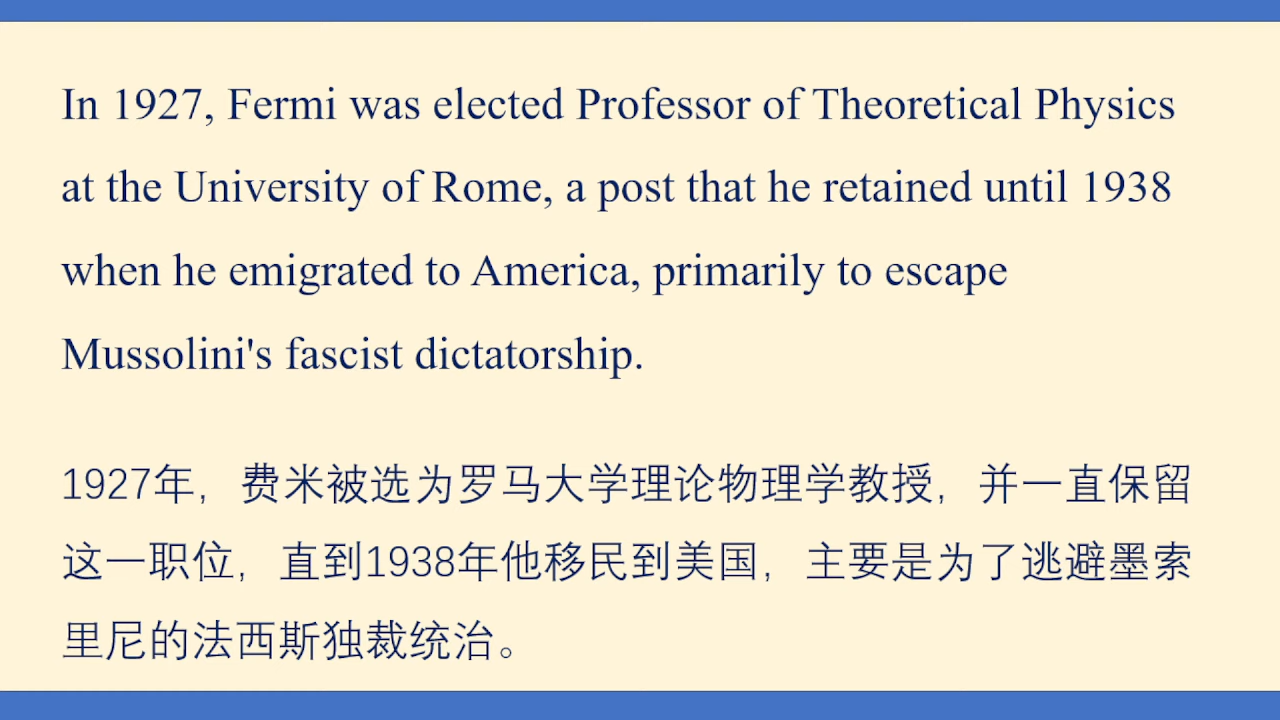 In 1927, Fermi was elected Professor of Theoretical Physics
at the University of Rome, a post that he retained until 1938
when he emigrated to America, primarily to escape
Mussolini's fascist dictatorship.
1927年，费米被选为罗马大学理论物理学教授，并一直保留
这一职位，直到1938年他移民到美国，主要是为了逃避墨索
里尼的法西斯独裁统治。